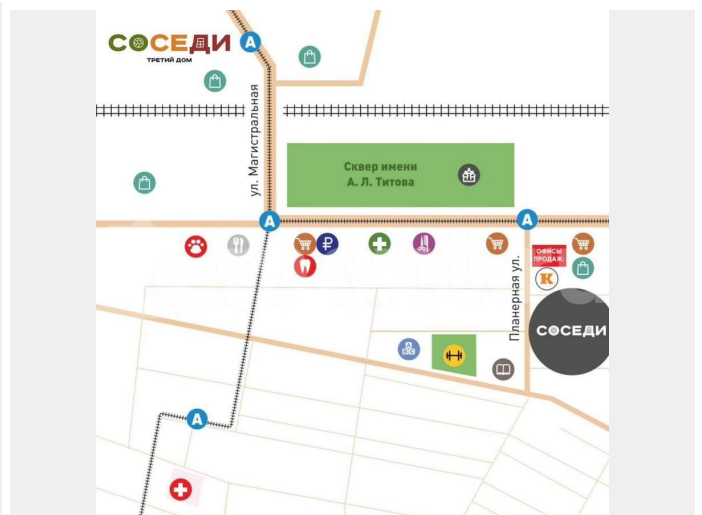 СОСЕДИ
ТРЕТИЙ ДОМ
А
ул. Магистральная
Сквер имени
А. Л. Титова
А
А
₽
ОФИСЫ
ПРОДАЖ:
К
Планерная ул.
СОСЕДИ
А